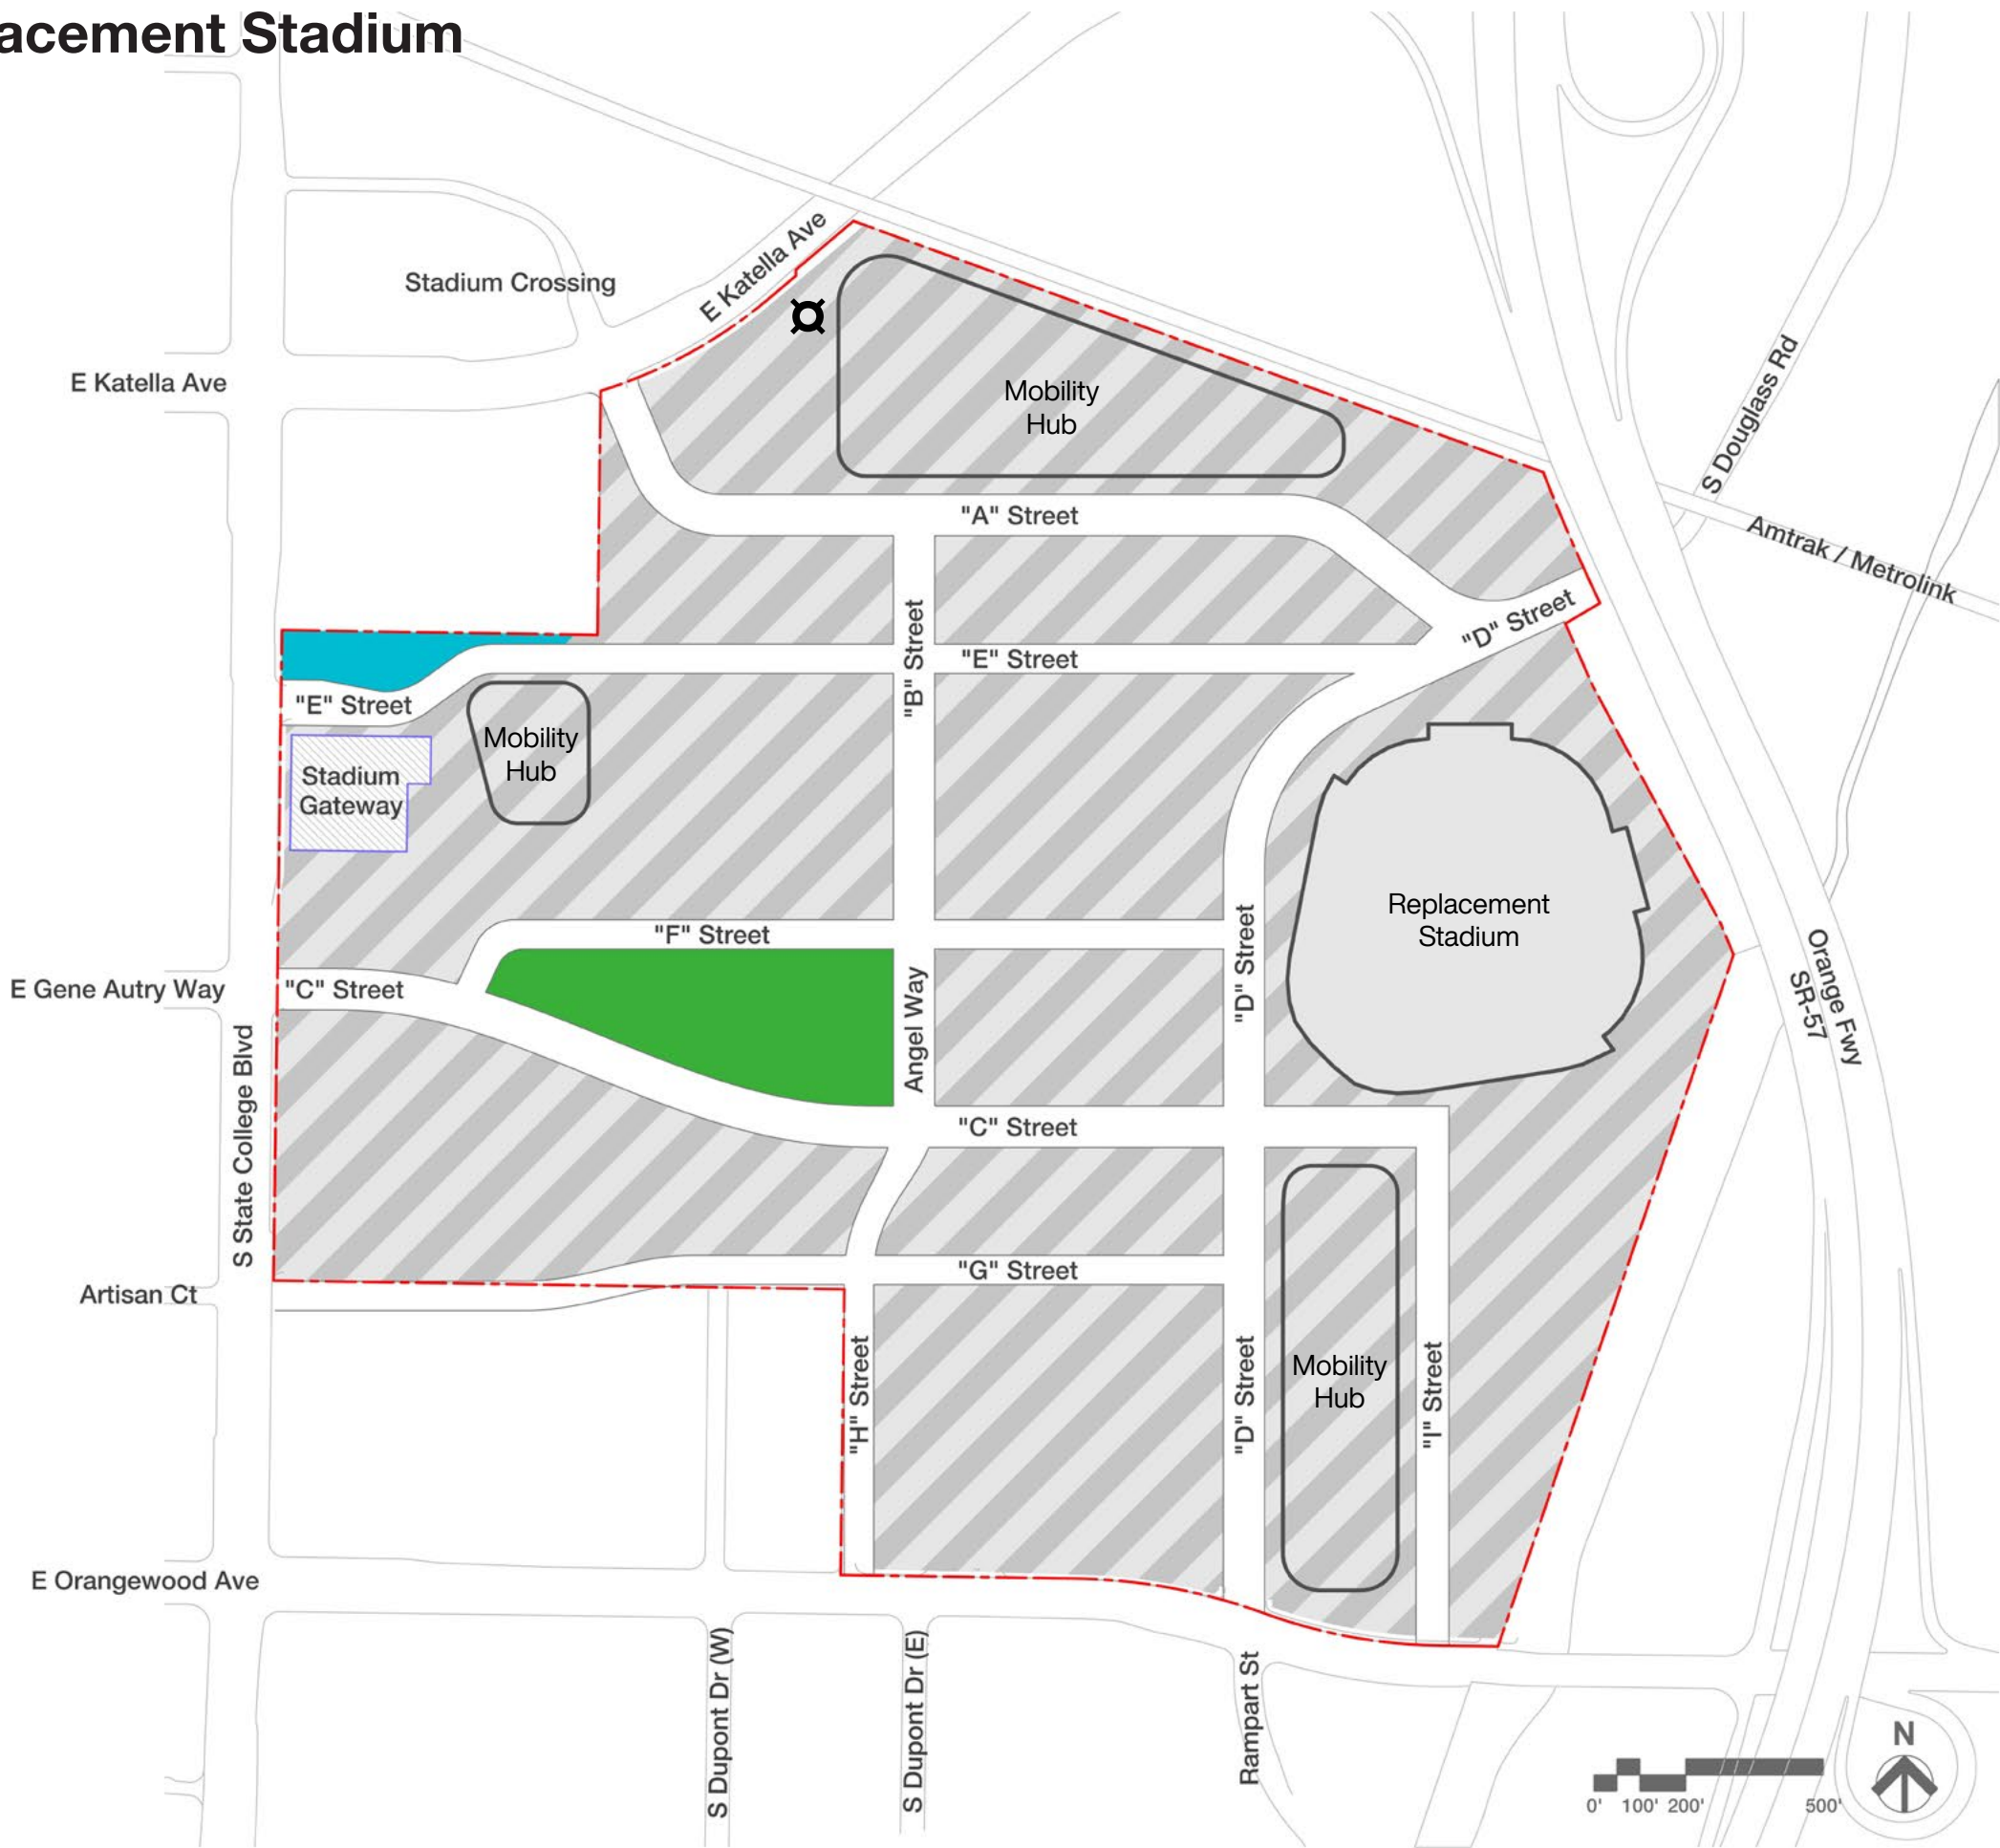 acement Stadium
E Katella Ave
Stadium Crossing
E Katella Ave
Mobility
Hub
S Douglass Rd
"A" Street
Amtrak / Metrolink
"D" Street
"B" Street
"E" Street
"E" Street
Mobility
Hub
Stadium
Gateway
Replacement
Stadium
"F" Street
"D" Street
Orange Fwy
SR-57
E Gene Autry Way
"C" Street
Angel Way
S State College Blvd
"C" Street
"G" Street
Artisan Ct
"H" Street
"D" Street
Mobility
Hub
"I" Street
E Orangewood Ave
S Dupont Dr (W)
S Dupont Dr (E)
Rampart St
N
0' 100' 200' 500'